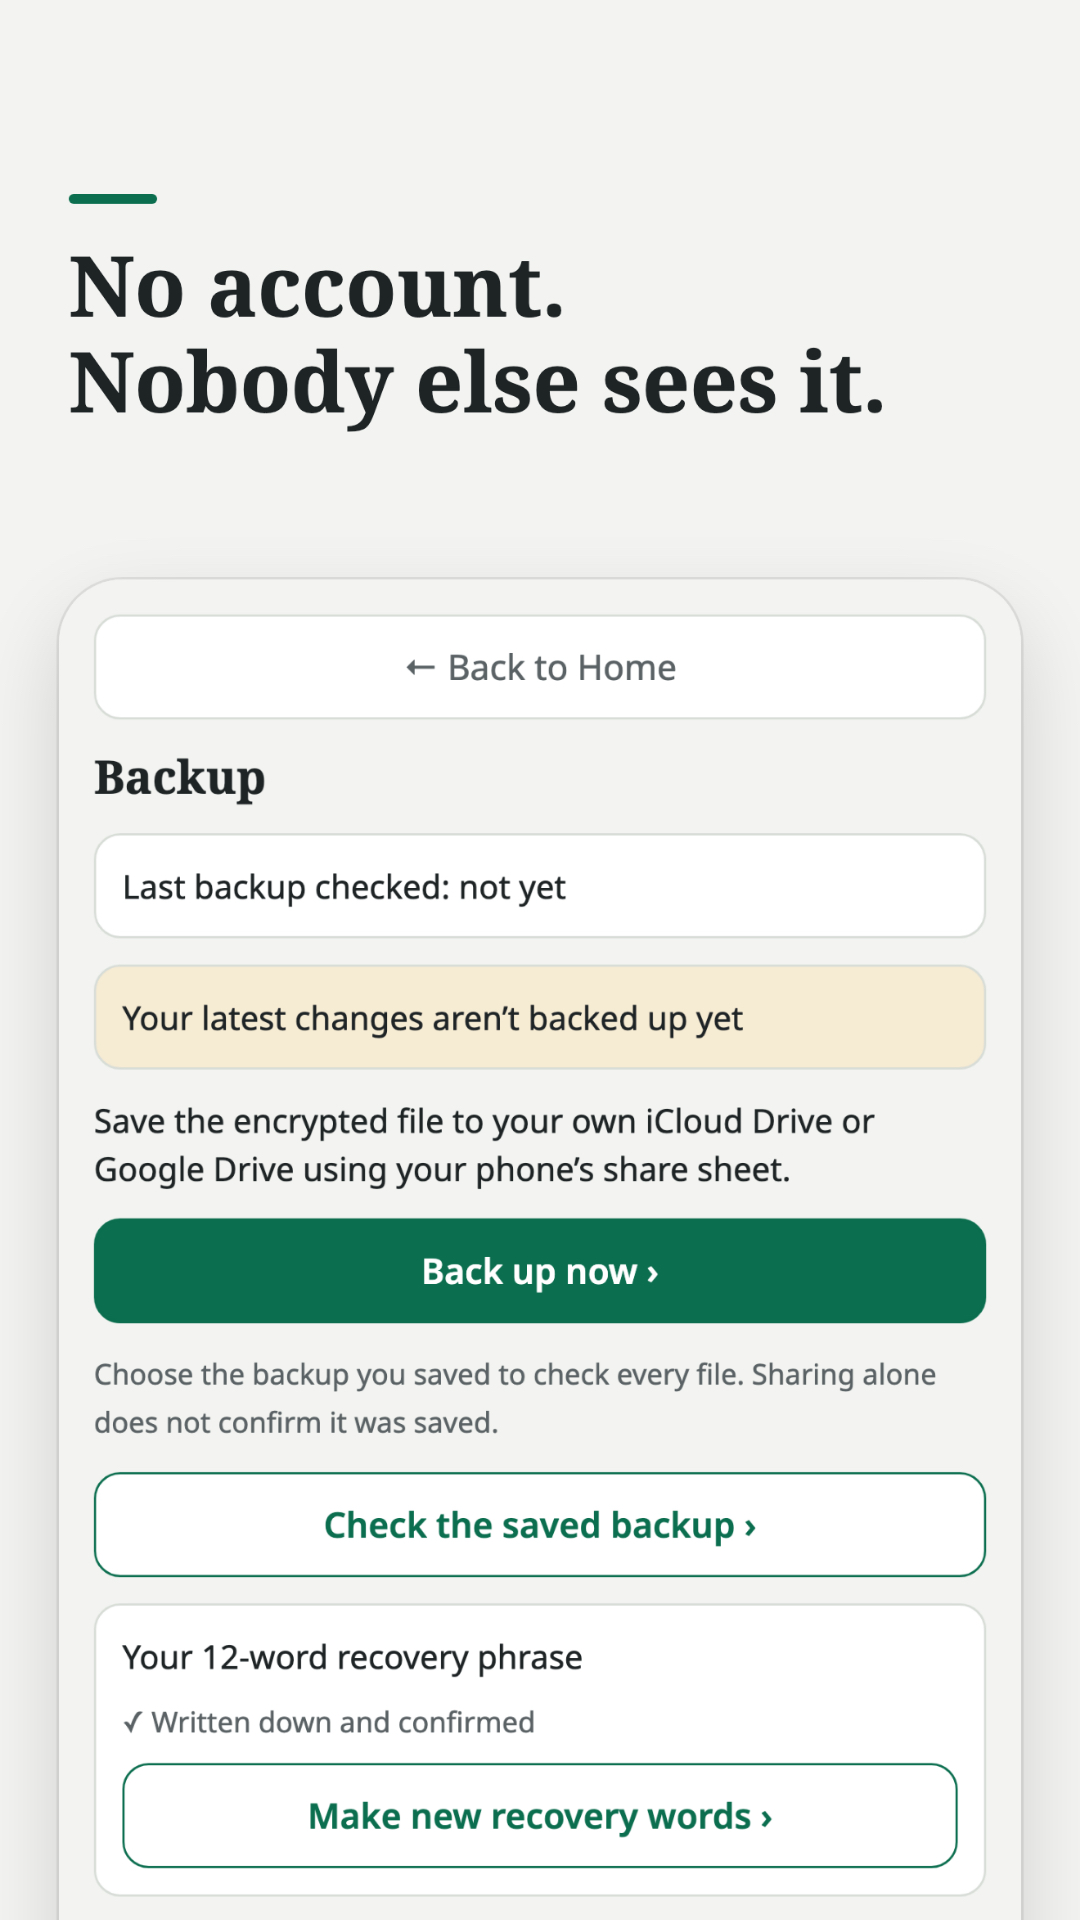 No account.
Nobody else sees it.
← Back to Home
Backup
Last backup checked: not yet
Your latest changes aren’t backed up yet
Save the encrypted file to your own iCloud Drive or
Google Drive using your phone’s share sheet.
Back up now ›
Choose the backup you saved to check every file. Sharing alone
does not confirm it was saved.
Check the saved backup ›
Your 12-word recovery phrase
✓ Written down and confirmed
Make new recovery words ›